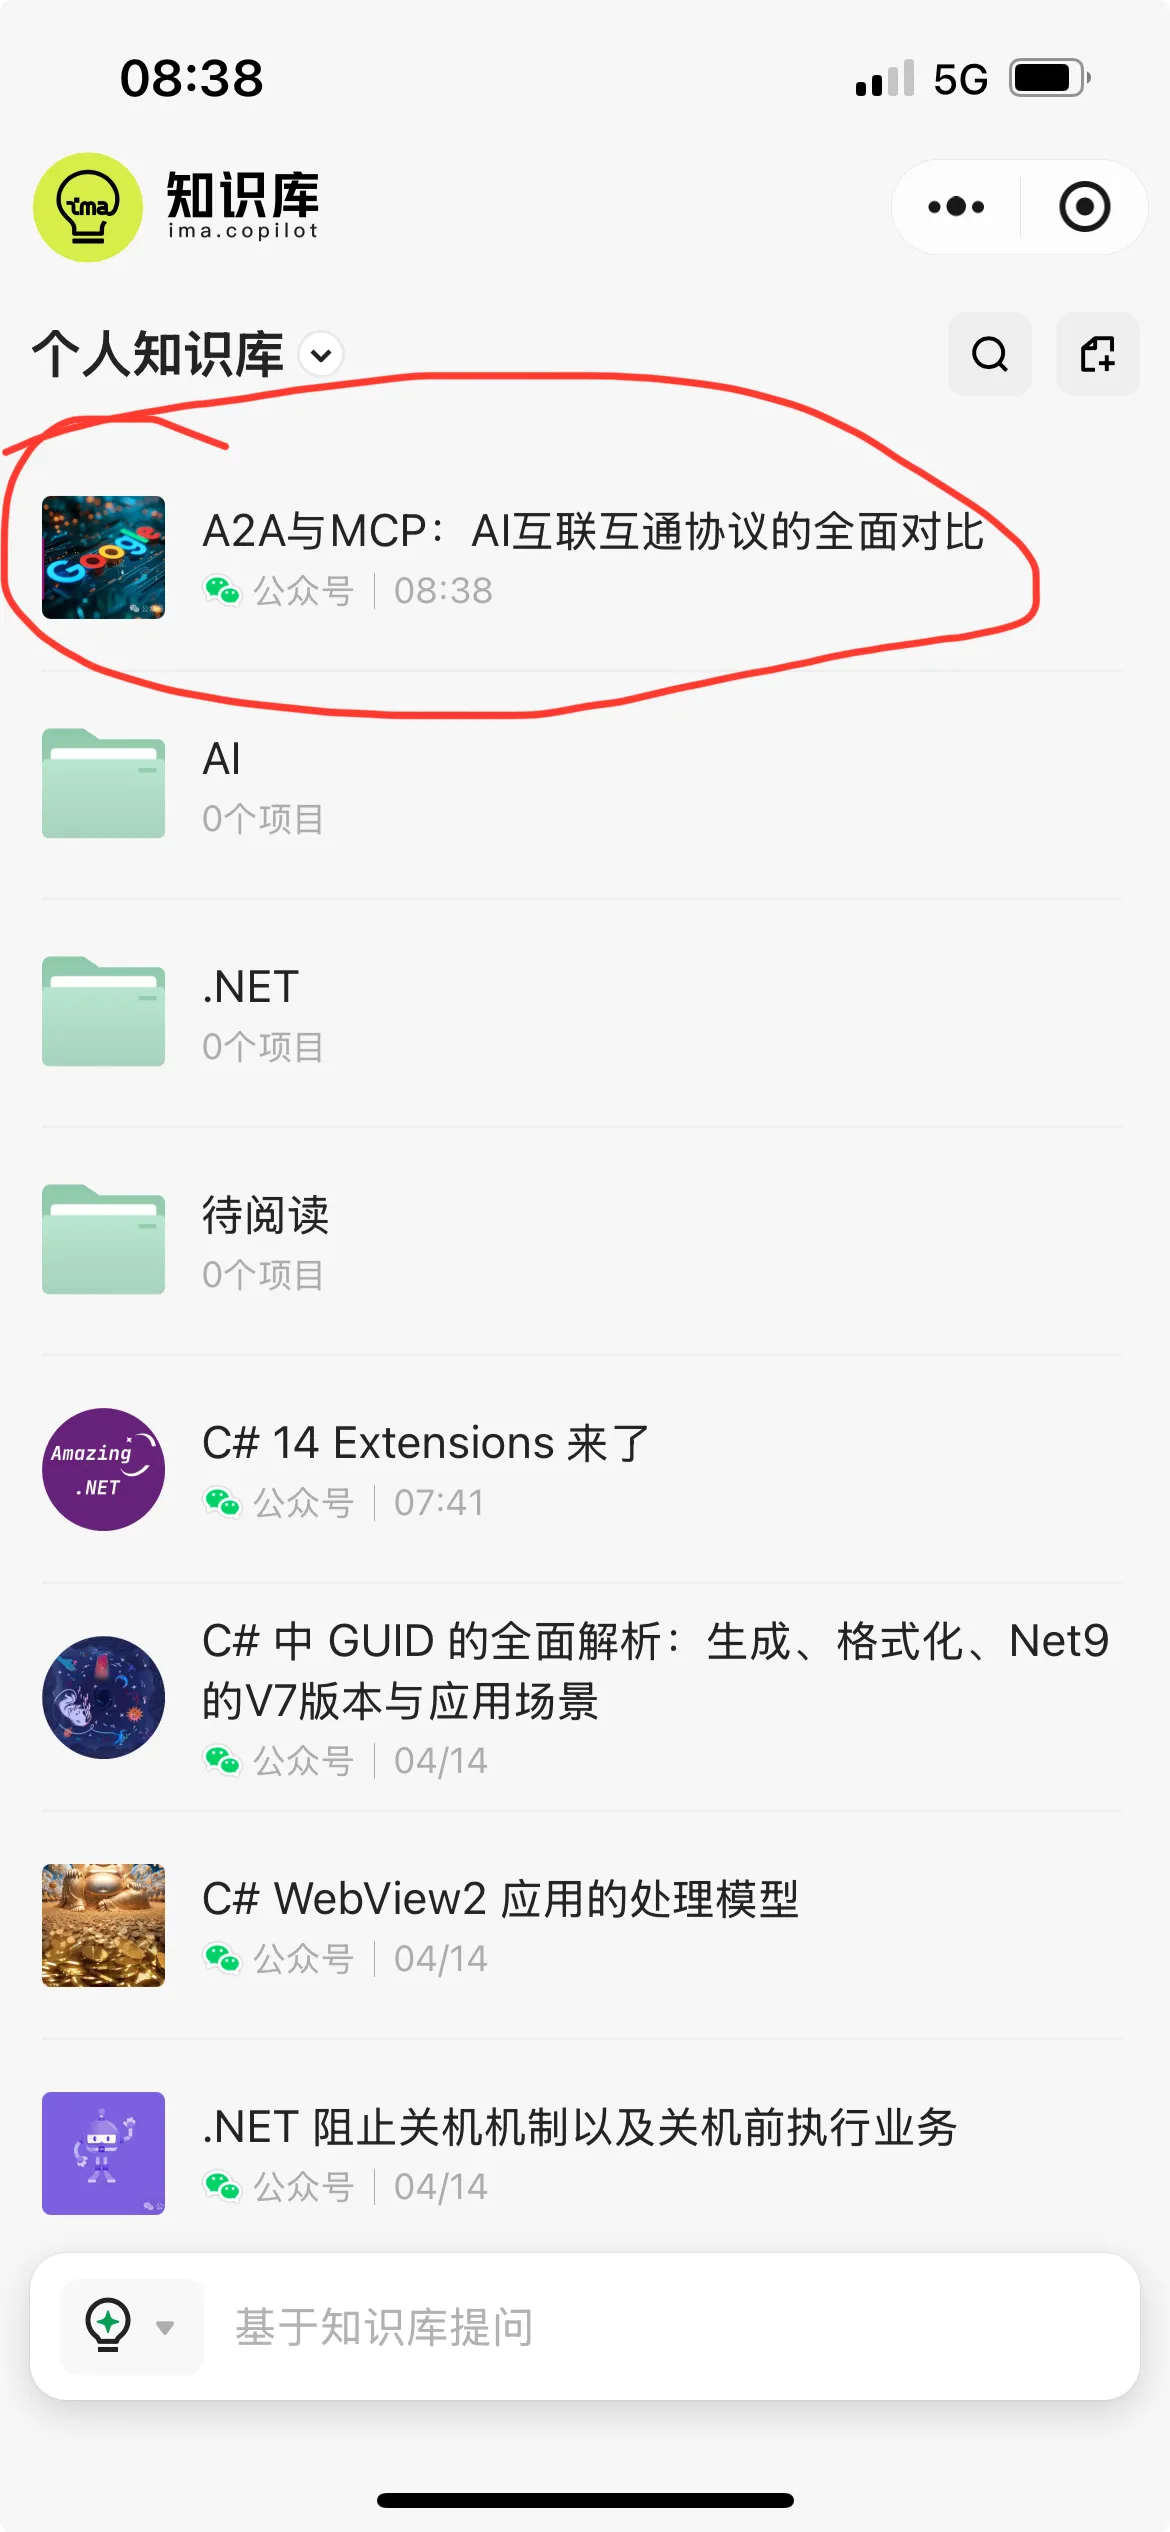 08:38
5G
ima
知识库
ima.copilot
个人知识库
Google
A2A与MCP：AI互联互通协议的全面对比
公众号 | 08:38
AI
0个项目
.NET
0个项目
待阅读
0个项目
Amazing
.NET
C# 14 Extensions 来了
公众号 | 07:41
C# 中 GUID 的全面解析：生成、格式化、Net9
的V7版本与应用场景
公众号 | 04/14
C# WebView2 应用的处理模型
公众号 | 04/14
.NET 阻止关机机制以及关机前执行业务
公众号 | 04/14
基于知识库提问